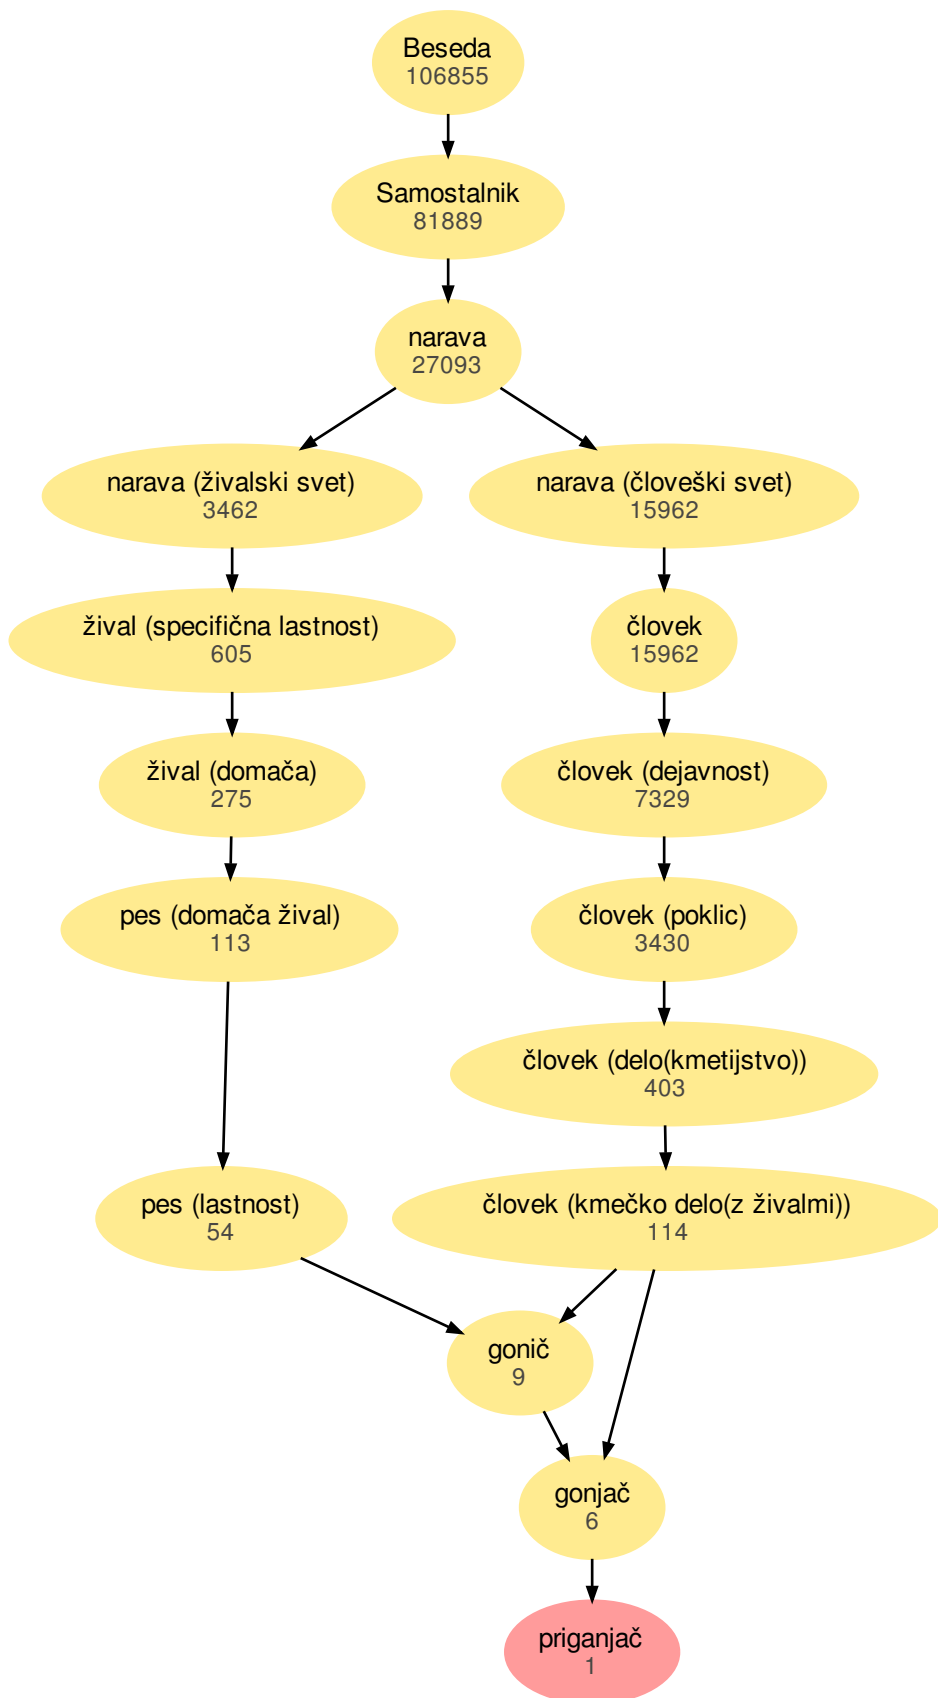 Beseda
106855
Samostalnik
81889
narava
27093
narava (živalski svet)
3462
narava (človeški svet)
15962
žival (specifična lastnost)
605
človek
15962
žival (domača)
275
človek (dejavnost)
7329
pes (domača žival)
113
človek (poklic)
3430
človek (delo(kmetijstvo))
403
pes (lastnost)
54
človek (kmečko delo(z živalmi))
114
gonič
9
gonjač
6
priganjač
1